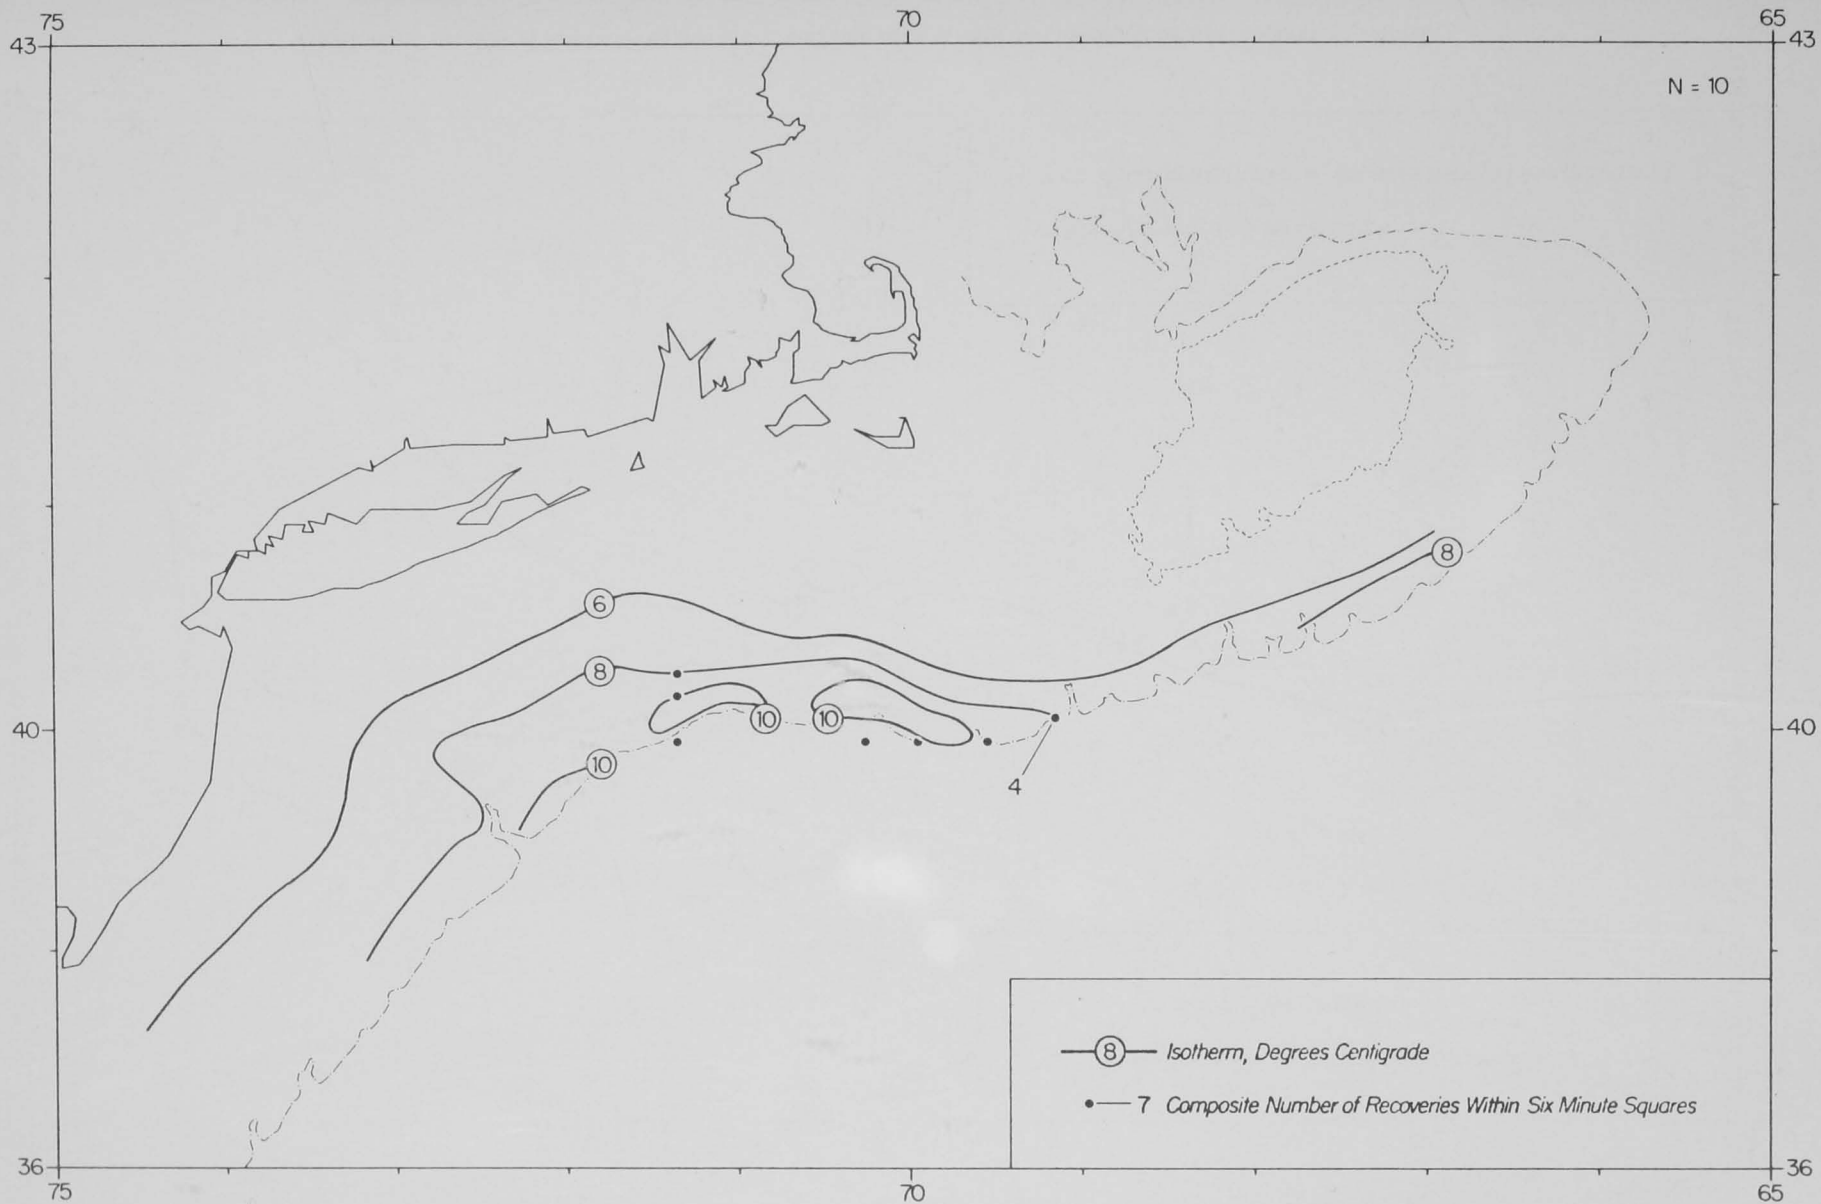 75 70 65
43 43
N = 10
8
6
8
10 10
40 40
10
4
8 Isotherm, Degrees Centigrade
7 Composite Number of Recoveries Within Six Minute Squares
36 36
75 70 65